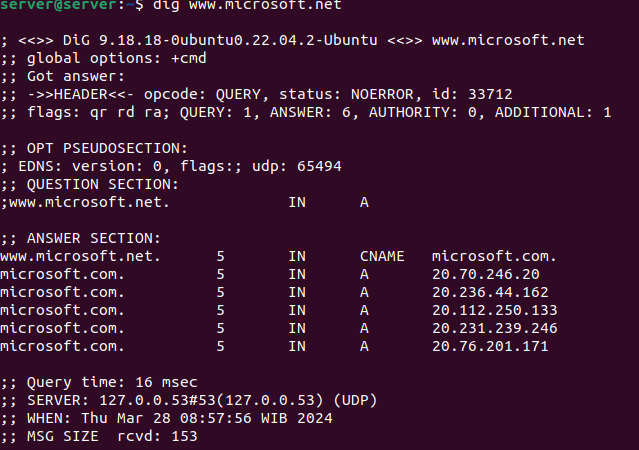 server@server:~$ dig www.microsoft.net

; <<>> DiG 9.18.18-0ubuntu0.22.04.2-Ubuntu <<>> www.microsoft.net
;; global options: +cmd
;; Got answer:
;; ->>HEADER<<- opcode: QUERY, status: NOERROR, id: 33712
;; flags: qr rd ra; QUERY: 1, ANSWER: 6, AUTHORITY: 0, ADDITIONAL: 1

;; OPT PSEUDOSECTION:
; EDNS: version: 0, flags:; udp: 65494
;; QUESTION SECTION:
;www.microsoft.net. IN A

;; ANSWER SECTION:
www.microsoft.net. 5 IN CNAME microsoft.com.
microsoft.com. 5 IN A 20.70.246.20
microsoft.com. 5 IN A 20.236.44.162
microsoft.com. 5 IN A 20.112.250.133
microsoft.com. 5 IN A 20.231.239.246
microsoft.com. 5 IN A 20.76.201.171

;; Query time: 16 msec
;; SERVER: 127.0.0.53#53(127.0.0.53) (UDP)
;; WHEN: Thu Mar 28 08:57:56 WIB 2024
;; MSG SIZE rcvd: 153